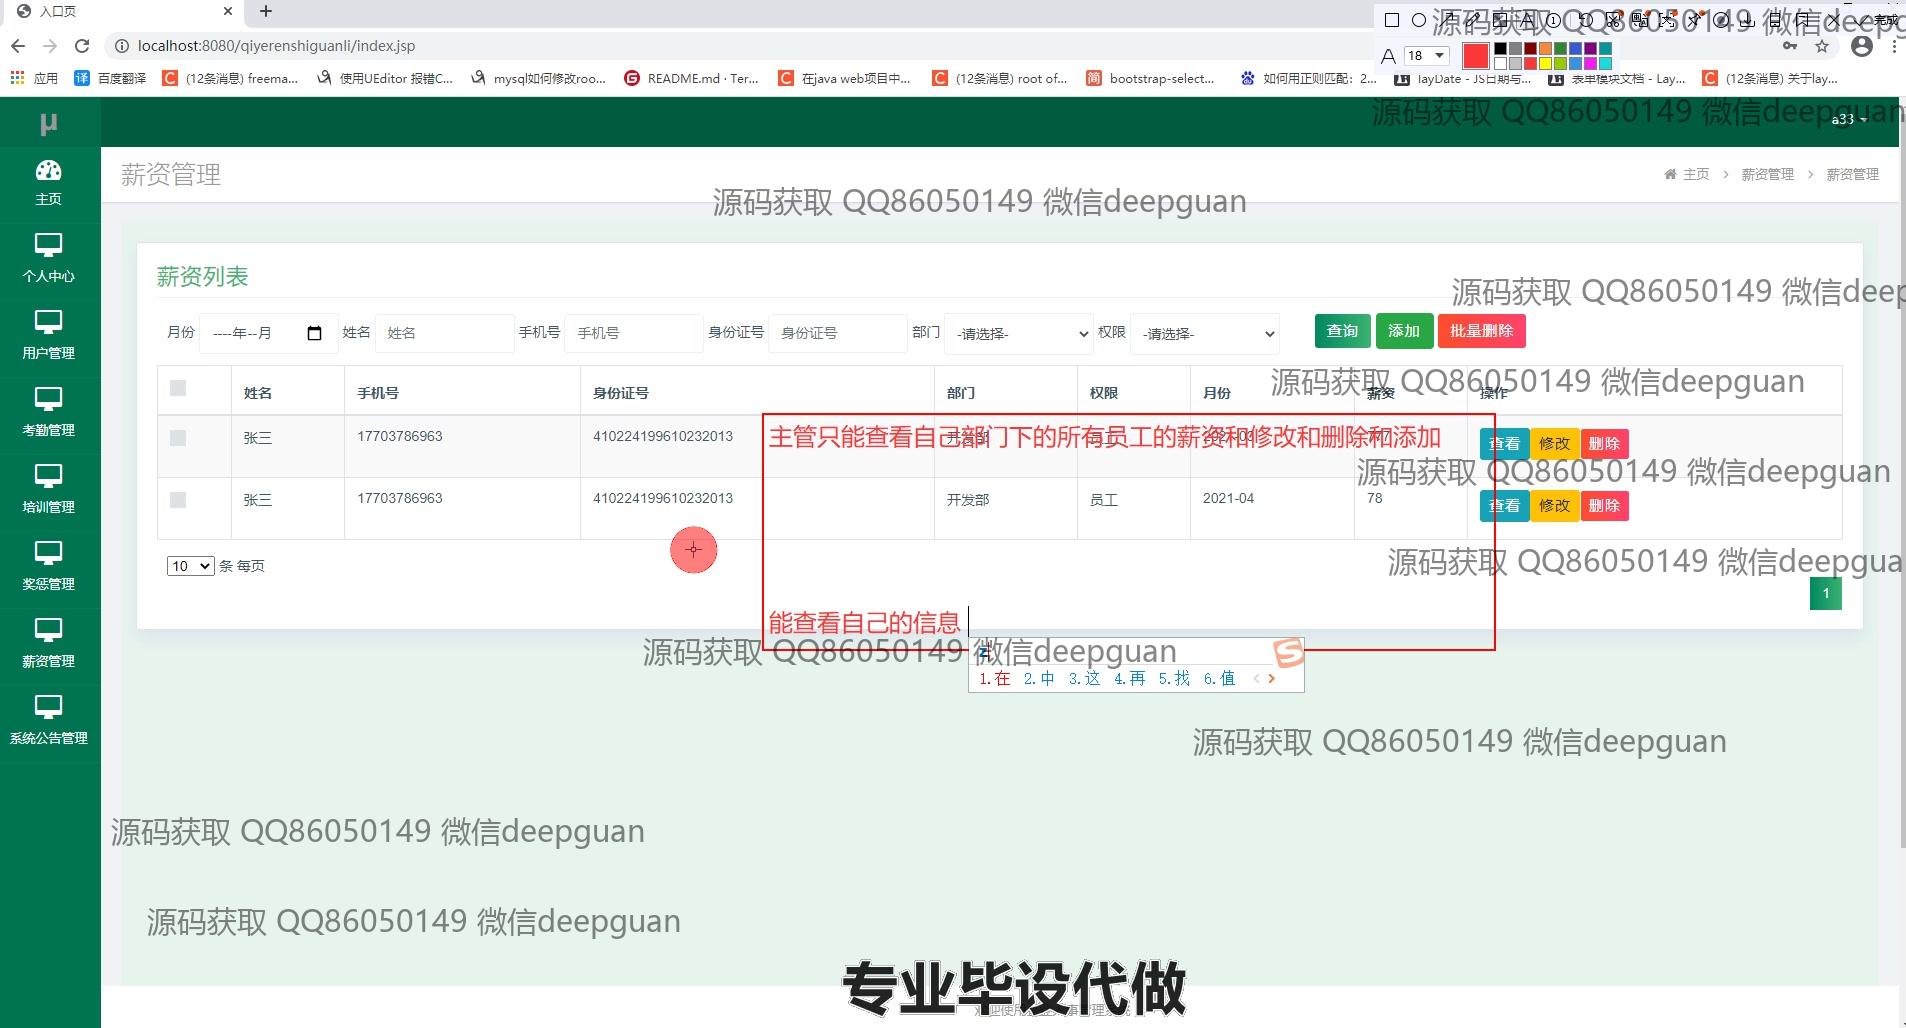 入口页
localhost:8080/qiyerenshiguanli/index.jsp
18
完成
应用 百度翻译 (12条消息) freema... 使用UEditor 报错C... mysql如何修改roo... README.md · Ter... 在java web项目中... (12条消息) root of... bootstrap-select... 如何用正则匹配：2... layDate - JS日期与... 表单模块文档 - Lay... (12条消息) 关于lay...
源码获取 QQ86050149 微信deepg
源码获取 QQ86050149 微信deepguan
μ
a33
主页
个人中心
用户管理
考勤管理
培训管理
奖惩管理
薪资管理
系统公告管理
薪资管理
主页 > 薪资管理 > 薪资管理
源码获取 QQ86050149 微信deepguan
薪资列表
源码获取 QQ86050149 微信deep
月份 ----年--月 姓名 姓名 手机号 手机号 身份证号 身份证号 部门 -请选择- 权限 -请选择- 查询 添加 批量删除
源码获取 QQ86050149 微信deepguan
姓名 手机号 身份证号 部门 权限 月份 薪资 操作
主管只能查看自己部门下的所有员工的薪资和修改和删除和添加
张三 17703786963 410224199610232013 查看 修改 删除
源码获取 QQ86050149 微信deepguan
张三 17703786963 410224199610232013 开发部 员工 2021-04 78 查看 修改 删除
源码获取 QQ86050149 微信deepgua
10 条 每页
1
能查看自己的信息
源码获取 QQ86050149 微信deepguan
z
1.在 2.中 3.这 4.再 5.找 6.值
源码获取 QQ86050149 微信deepguan
源码获取 QQ86050149 微信deepguan
源码获取 QQ86050149 微信deepguan
专业毕设代做